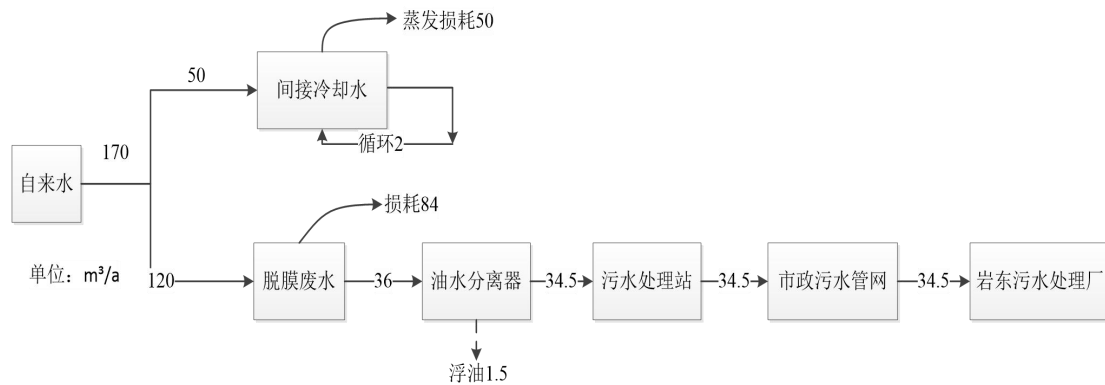 蒸发损耗50
50
间接冷却水
循环2
170
自来水
损耗84
单位：m³/a
120
脱膜废水
36
油水分离器
34.5
污水处理站
34.5
市政污水管网
34.5
岩东污水处理厂
浮油1.5